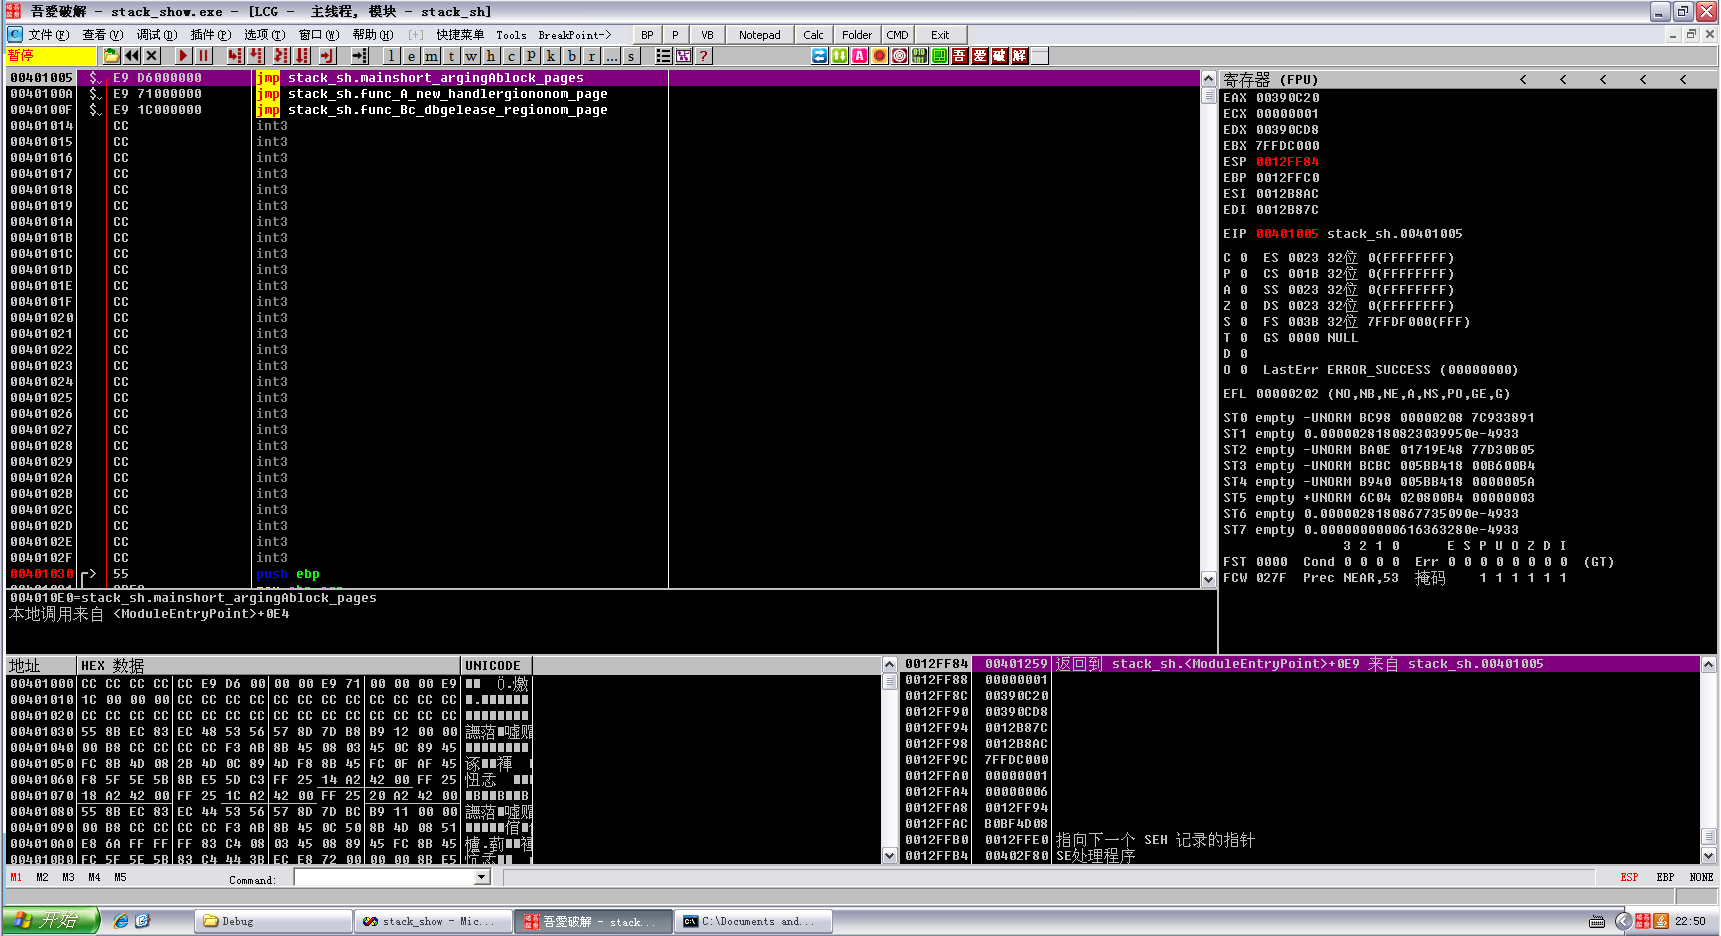 吾愛破解 - stack_show.exe - [LCG -  主线程, 模块 - stack_sh]
文件(F) 查看(V) 调试(D) 插件(P) 选项(T) 窗口(W) 帮助(H) [+] 快捷菜单 Tools BreakPoint-> BP P VB Notepad Calc Folder CMD Exit
暂停 l e m t w h c p k b r ... s ? 吾 爱 破 解
00401005 $ E9 D6000000 jmp stack_sh.mainshort_argingAblock_pages
0040100A $ E9 71000000 jmp stack_sh.func_A_new_handlergiononom_page
0040100F $ E9 1C000000 jmp stack_sh.func_Bc_dbgelease_regionom_page
00401014 CC int3
00401015 CC int3
00401016 CC int3
00401017 CC int3
00401018 CC int3
00401019 CC int3
0040101A CC int3
0040101B CC int3
0040101C CC int3
0040101D CC int3
0040101E CC int3
0040101F CC int3
00401020 CC int3
00401021 CC int3
00401022 CC int3
00401023 CC int3
00401024 CC int3
00401025 CC int3
00401026 CC int3
00401027 CC int3
00401028 CC int3
00401029 CC int3
0040102A CC int3
0040102B CC int3
0040102C CC int3
0040102D CC int3
0040102E CC int3
0040102F CC int3
00401030 55 push ebp
004010E0=stack_sh.mainshort_argingAblock_pages
本地调用来自 <ModuleEntryPoint>+0E4
寄存器 (FPU) < < < < <
EAX 00390C20
ECX 00000001
EDX 00390CD8
EBX 7FFDC000
ESP 0012FF84
EBP 0012FFC0
ESI 0012B8AC
EDI 0012B87C
EIP 00401005 stack_sh.00401005
C 0 ES 0023 32位 0(FFFFFFFF)
P 0 CS 001B 32位 0(FFFFFFFF)
A 0 SS 0023 32位 0(FFFFFFFF)
Z 0 DS 0023 32位 0(FFFFFFFF)
S 0 FS 003B 32位 7FFDF000(FFF)
T 0 GS 0000 NULL
D 0
O 0 LastErr ERROR_SUCCESS (00000000)
EFL 00000202 (NO,NB,NE,A,NS,PO,GE,G)
ST0 empty -UNORM BC98 00000208 7C933891
ST1 empty 0.0000028180823039950e-4933
ST2 empty -UNORM BA0E 01719E48 77D30B05
ST3 empty -UNORM BCBC 005BB418 00B600B4
ST4 empty -UNORM B940 005BB418 0000005A
ST5 empty +UNORM 6C04 020800B4 00000003
ST6 empty 0.0000028180867735090e-4933
ST7 empty 0.0000000000616363280e-4933
3 2 1 0 E S P U O Z D I
FST 0000 Cond 0 0 0 0 Err 0 0 0 0 0 0 0 0 (GT)
FCW 027F Prec NEAR,53 掩码 1 1 1 1 1 1
地址 HEX 数据 UNICODE
00401000 CC CC CC CC CC E9 D6 00 00 00 E9 71 00 00 00 E9
00401010 1C 00 00 00 CC CC CC CC CC CC CC CC CC CC CC CC
00401020 CC CC CC CC CC CC CC CC CC CC CC CC CC CC CC CC
00401030 55 8B EC 83 EC 48 53 56 57 8D 7D B8 B9 12 00 00
00401040 00 B8 CC CC CC CC F3 AB 8B 45 08 03 45 0C 89 45
00401050 FC 8B 4D 08 2B 4D 0C 89 4D F8 8B 45 FC 0F AF 45
00401060 F8 5F 5E 5B 8B E5 5D C3 FF 25 14 A2 42 00 FF 25
00401070 18 A2 42 00 FF 25 1C A2 42 00 FF 25 20 A2 42 00
00401080 55 8B EC 83 EC 44 53 56 57 8D 7D BC B9 11 00 00
00401090 00 B8 CC CC CC CC F3 AB 8B 45 0C 50 8B 4D 08 51
004010A0 E8 6A FF FF FF 83 C4 08 03 45 08 89 45 FC 8B 45
004010B0 FC 5F 5E 5B 83 C4 44 3B EC E8 72 00 00 00 8B E5
0012FF84 00401259 返回到 stack_sh.<ModuleEntryPoint>+0E9 来自 stack_sh.00401005
0012FF88 00000001
0012FF8C 00390C20
0012FF90 00390CD8
0012FF94 0012B87C
0012FF98 0012B8AC
0012FF9C 7FFDC000
0012FFA0 00000001
0012FFA4 00000006
0012FFA8 0012FF94
0012FFAC B0BF4D08
0012FFB0 0012FFE0 指向下一个 SEH 记录的指针
0012FFB4 00402F80 SE处理程序
M1 M2 M3 M4 M5 Command: ESP EBP NONE
开始 Debug stack_show - Mic... 吾爱破解 - stack... C:\Documents and... 22:50